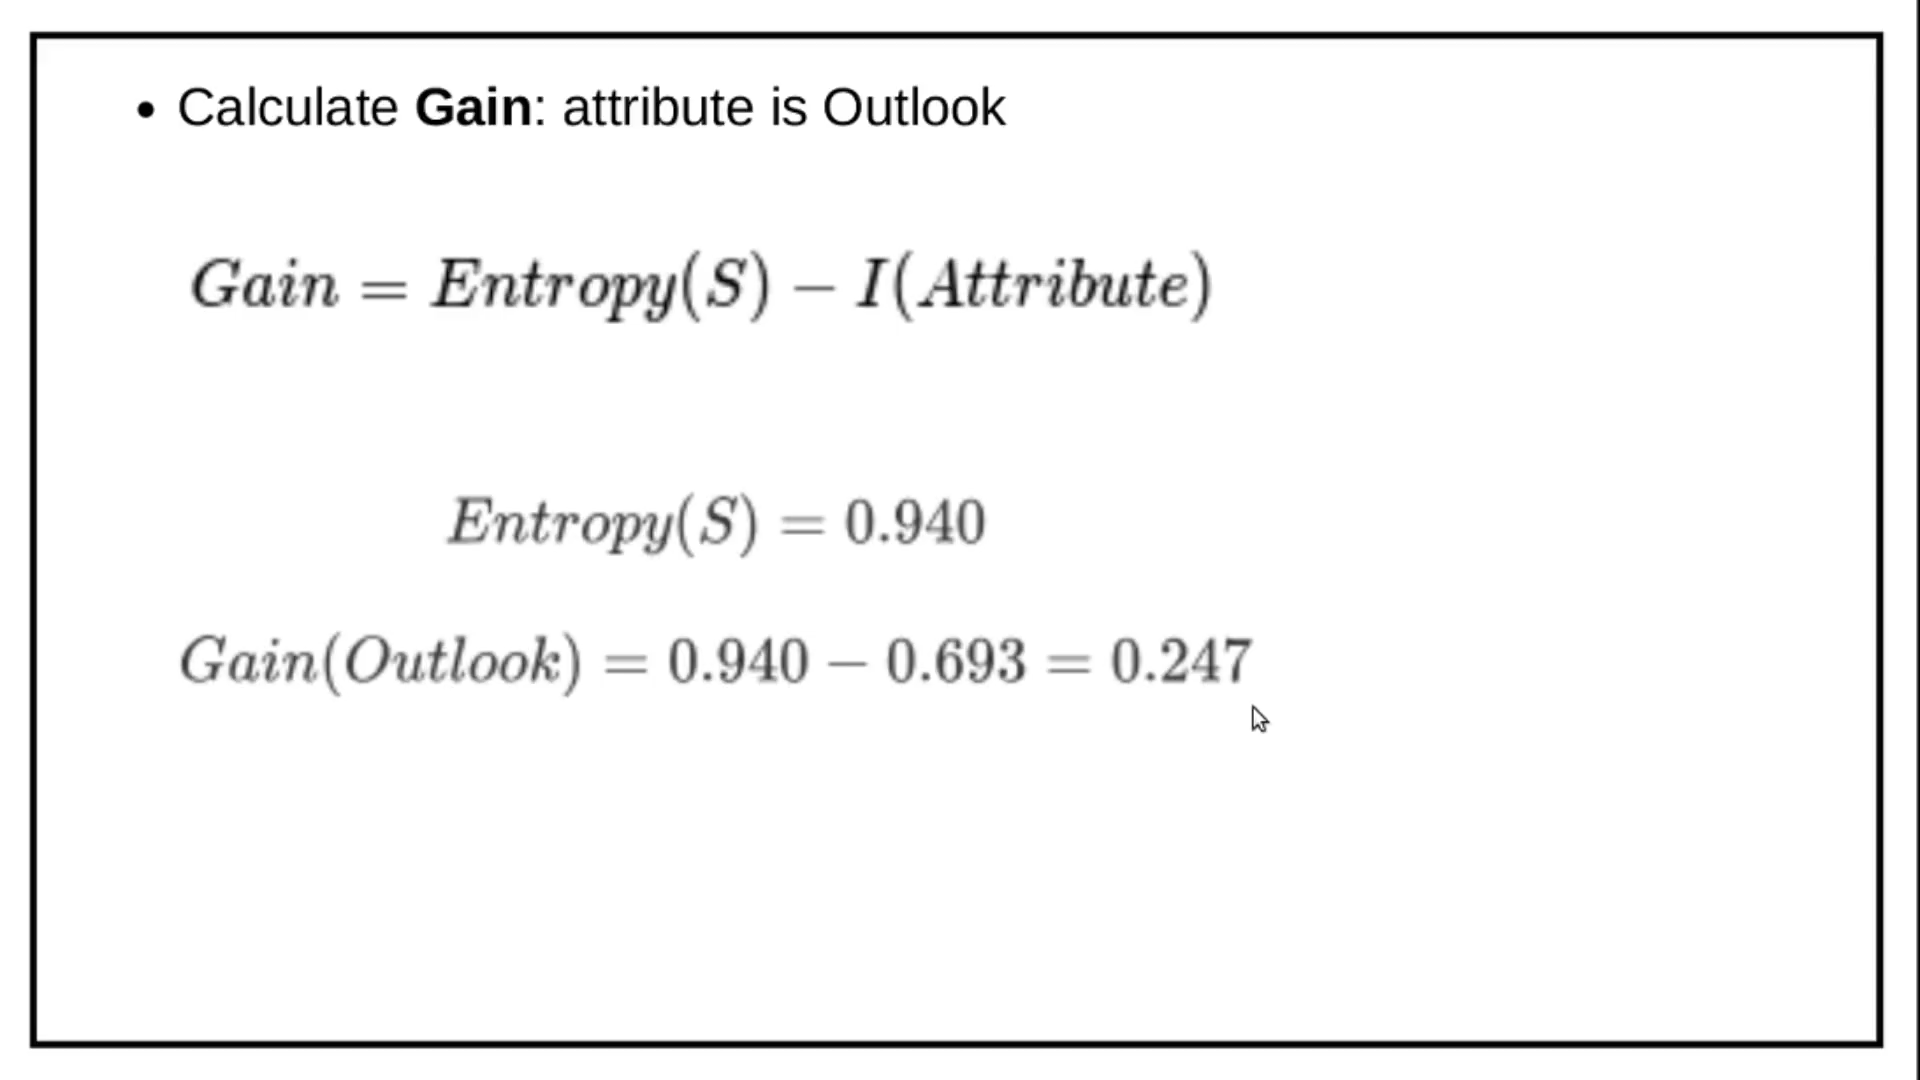 • Calculate Gain: attribute is Outlook
Gain = Entropy(S) − I(Attribute)
Entropy(S) = 0.940
Gain(Outlook) = 0.940 − 0.693 = 0.247